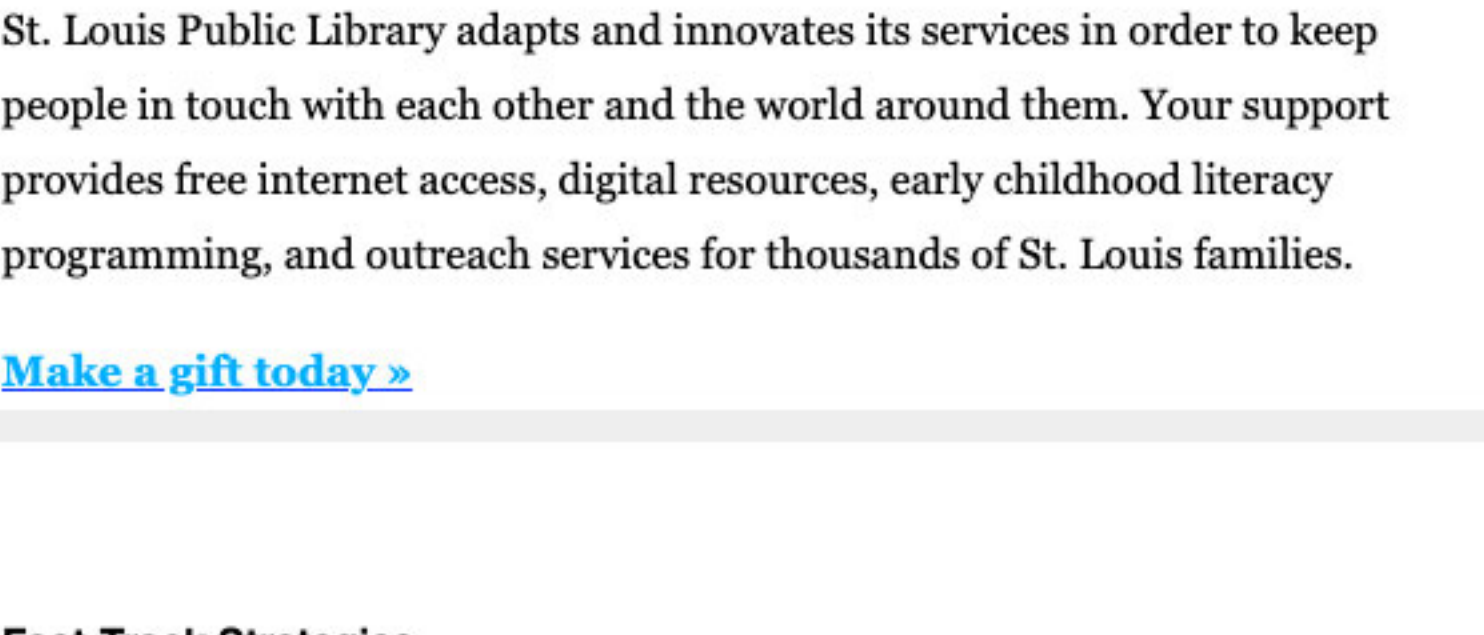 St. Louis Public Library adapts and innovates its services in order to keep
people in touch with each other and the world around them. Your support
provides free internet access, digital resources, early childhood literacy
programming, and outreach services for thousands of St. Louis families.
Make a gift today »
Track Strategies